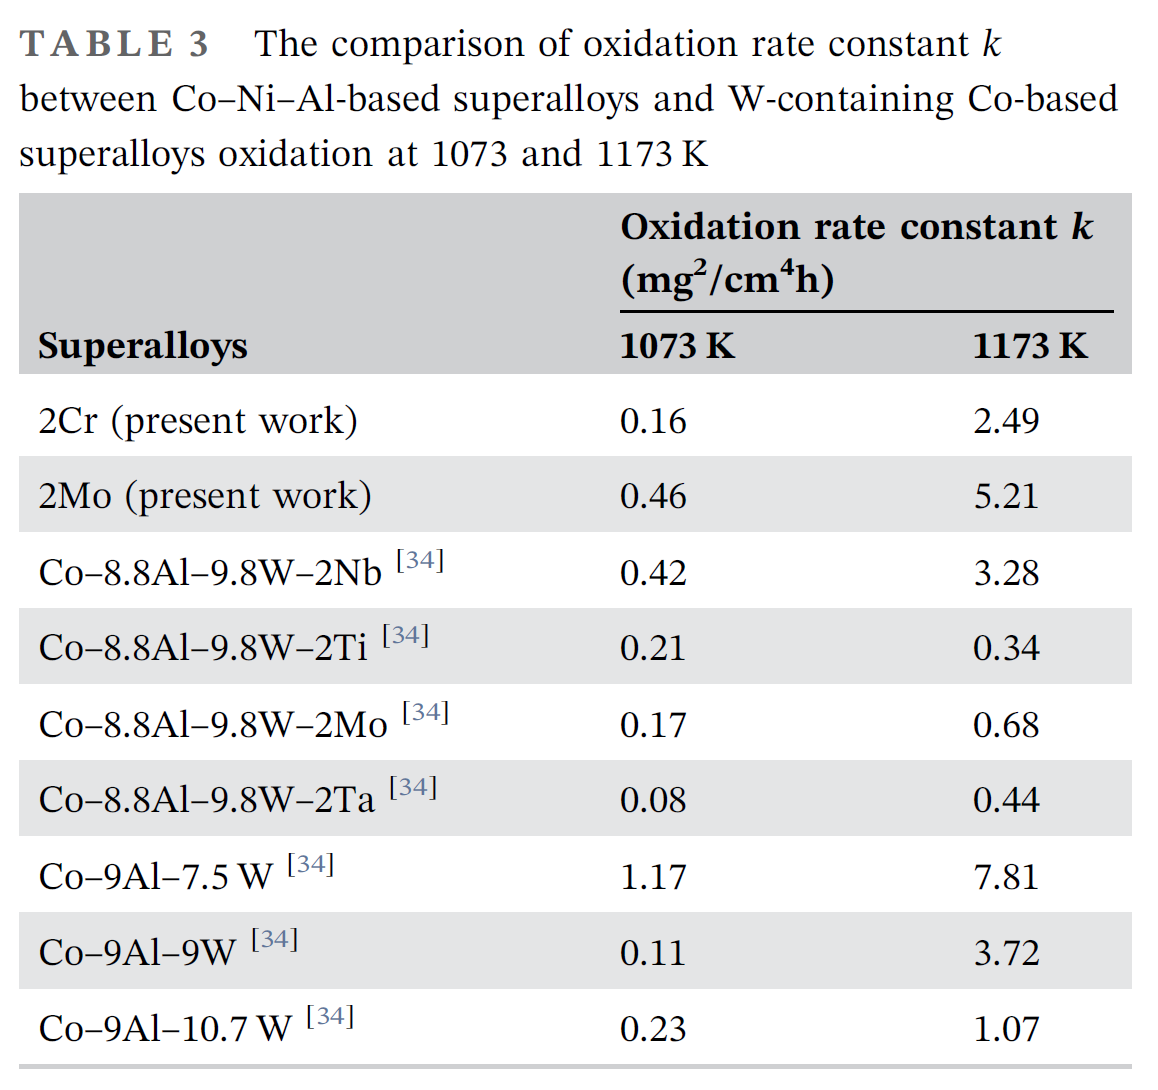 TABLE 3 The comparison of oxidation rate constant k
between Co–Ni–Al-based superalloys and W-containing Co-based
superalloys oxidation at 1073 and 1173 K
Oxidation rate constant k
(mg²/cm⁴h)
Superalloys 1073 K 1173 K
2Cr (present work) 0.16 2.49
2Mo (present work) 0.46 5.21
Co–8.8Al–9.8W–2Nb [34] 0.42 3.28
Co–8.8Al–9.8W–2Ti [34] 0.21 0.34
Co–8.8Al–9.8W–2Mo [34] 0.17 0.68
Co–8.8Al–9.8W–2Ta [34] 0.08 0.44
Co–9Al–7.5 W [34] 1.17 7.81
Co–9Al–9W [34] 0.11 3.72
Co–9Al–10.7 W [34] 0.23 1.07